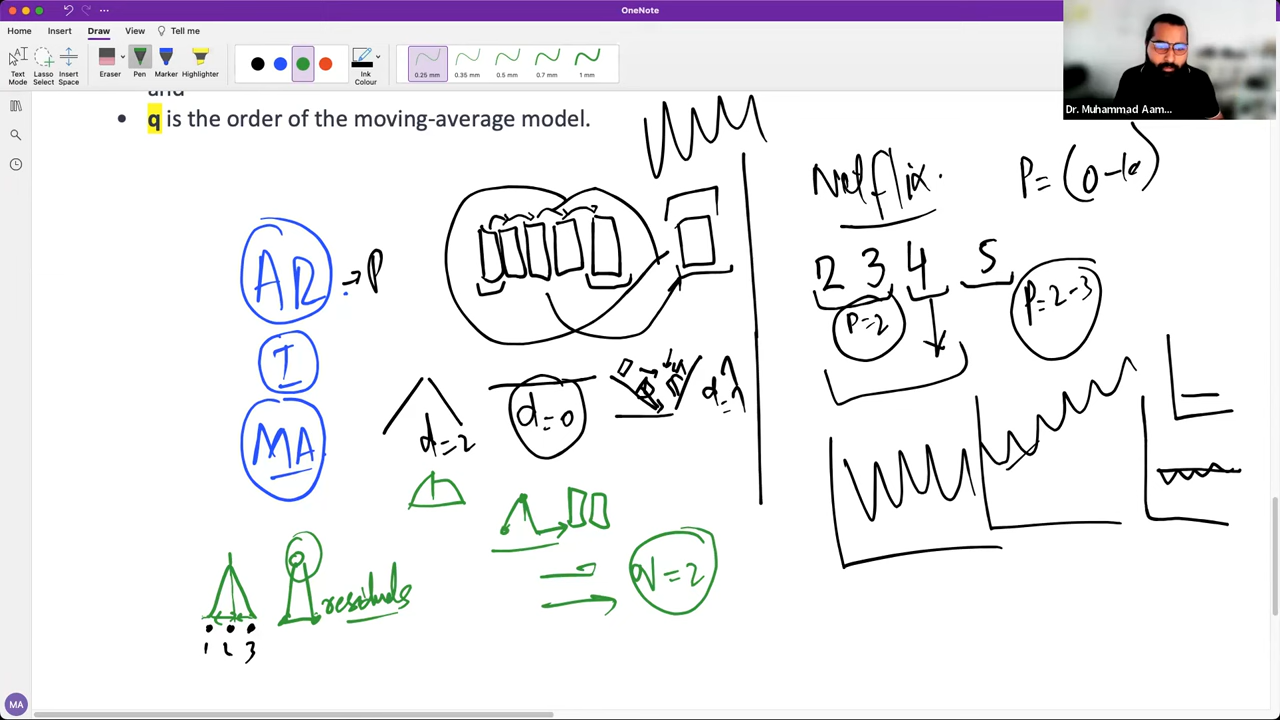 OneNote
Home Insert Draw View Tell me
Text Mode
Lasso Select
Insert Space
Eraser
Pen
Marker
Highlighter
Ink Colour
0.25 mm
0.35 mm
0.5 mm
0.7 mm
1 mm
Dr. Muhammad Aam...
and
• q is the order of the moving-average model.
Netflix.
AR → P
I
MA
2 3 4 5
P=2
P=2-3
d=2
d=0
q=2
residuals
1 2 3
MA